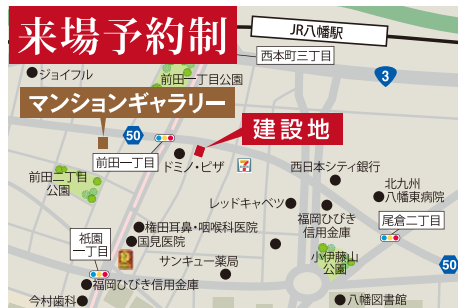 来場予約制
JR八幡駅
西本町三丁目
ジョイフル
前田一丁目公園
3
マンションギャラリー
50
建設地
前田一丁目
ドミノ・ピザ
西日本シティ銀行
前田二丁目
公園
北九州
八幡東病院
レッドキャベツ
福岡ひびき
信用金庫
尾倉二丁目
権田耳鼻・咽喉科医院
国見医院
祇園
一丁目
サンキュー薬局
小伊藤山
公園
50
福岡ひびき信用金庫
今村歯科
八幡図書館